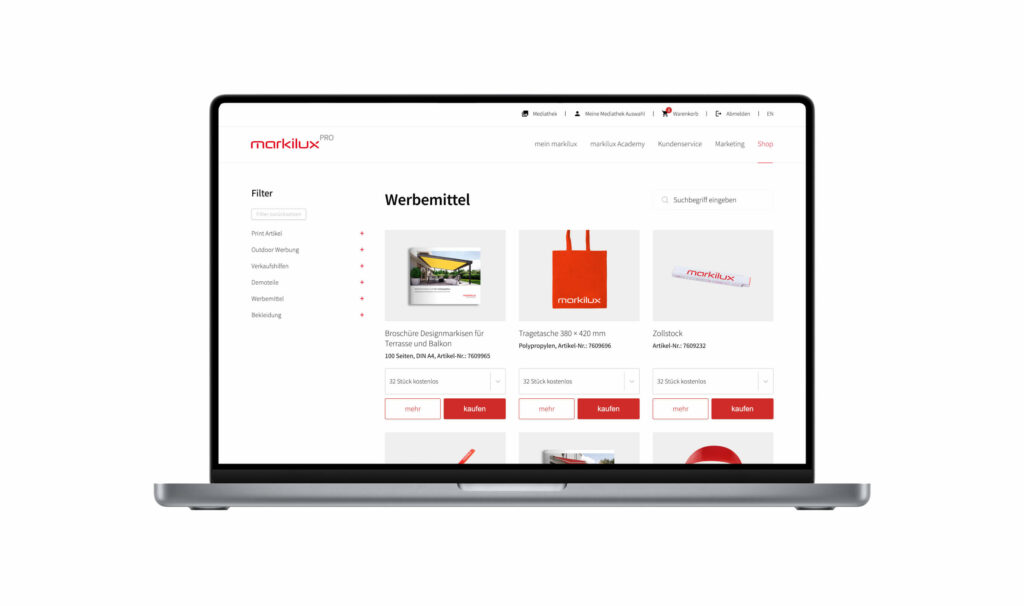 Mediathek | Meine Mediathek Auswahl | Warenkorb | Abmelden | EN
markilux PRO
mein markilux markilux Academy Kundenservice Marketing Shop
Filter
Filter zurücksetzen
Print Artikel +
Outdoor Werbung +
Verkaufshilfen +
Demoteile +
Werbemittel +
Bekleidung +
Werbemittel
Suchbegriff eingeben
markilux
Broschüre Designmarkisen für
Terrasse und Balkon
100 Seiten, DIN A4, Artikel-Nr.: 7609965
32 Stück kostenlos
mehr kaufen
markilux
Tragetasche 380 × 420 mm
Polypropylen, Artikel-Nr.: 7609696
32 Stück kostenlos
mehr kaufen
markilux
Zollstock
Artikel-Nr.: 7609232
32 Stück kostenlos
mehr kaufen